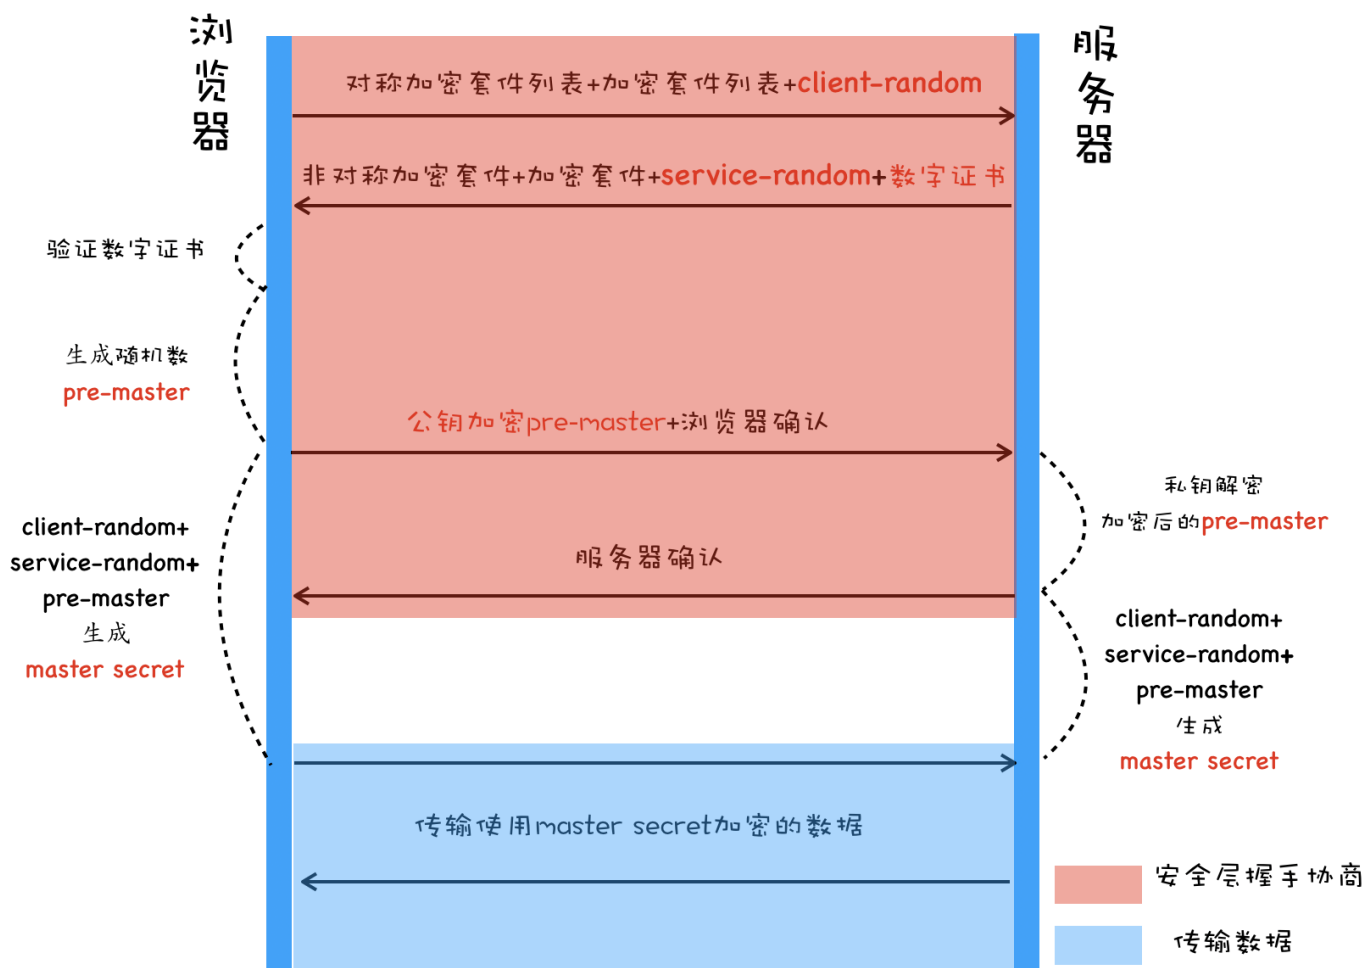 浏览器
服务器
对称加密套件列表+加密套件列表+client-random
非对称加密套件+加密套件+service-random+数字证书
验证数字证书
生成随机数
pre-master
公钥加密pre-master+浏览器确认
私钥解密
加密后的pre-master
client-random+
service-random+
pre-master
生成
master secret
服务器确认
client-random+
service-random+
pre-master
生成
master secret
传输使用master secret加密的数据
安全层握手协商
传输数据